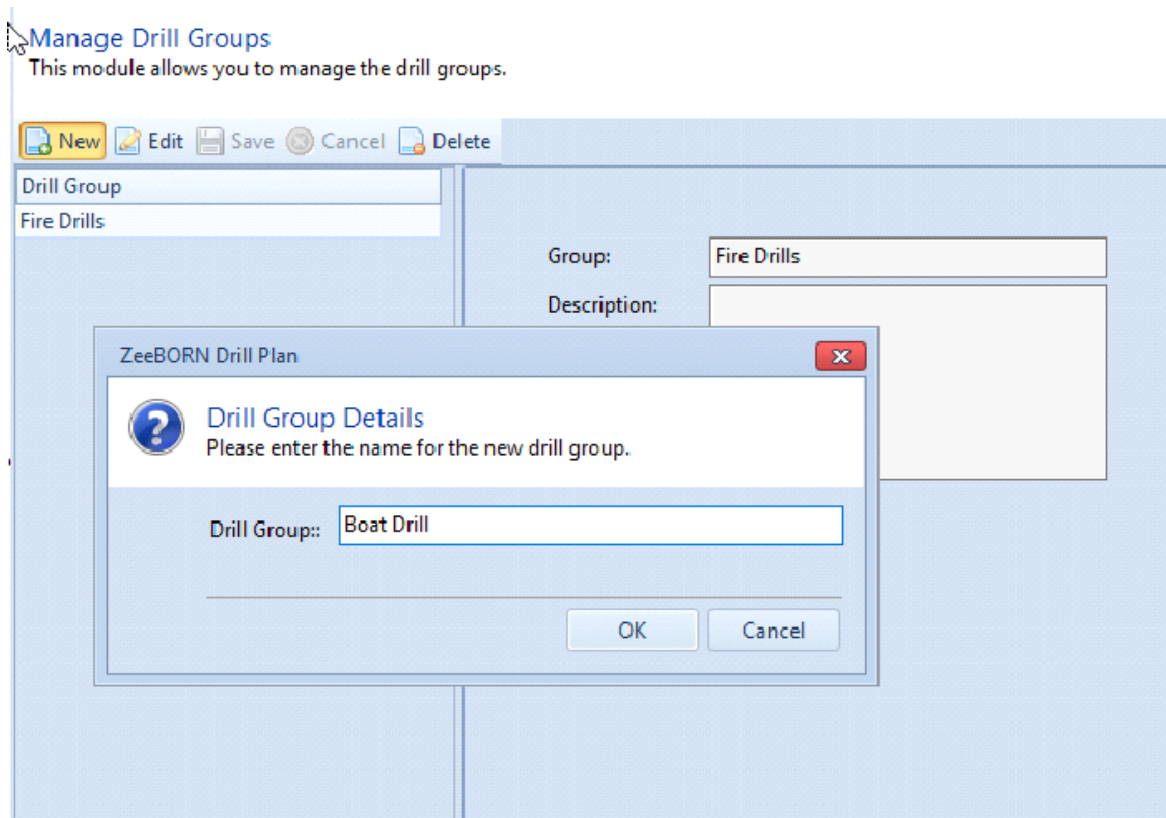 Manage Drill Groups
This module allows you to manage the drill groups.
New Edit Save Cancel Delete
Drill Group
Fire Drills
Group: Fire Drills
Description:
ZeeBORN Drill Plan
Drill Group Details
Please enter the name for the new drill group.
Drill Group:: Boat Drill
OK Cancel